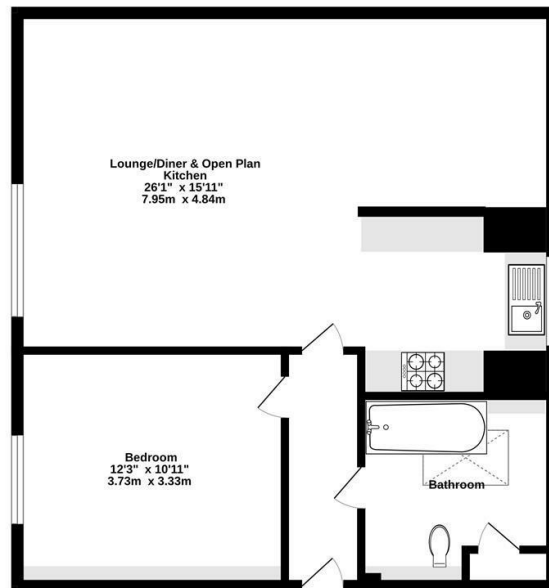 Lounge/Diner & Open Plan
Kitchen
26'1" x 15'11"
7.95m x 4.84m
Bedroom
12'3" x 10'11"
3.73m x 3.33m
Bathroom